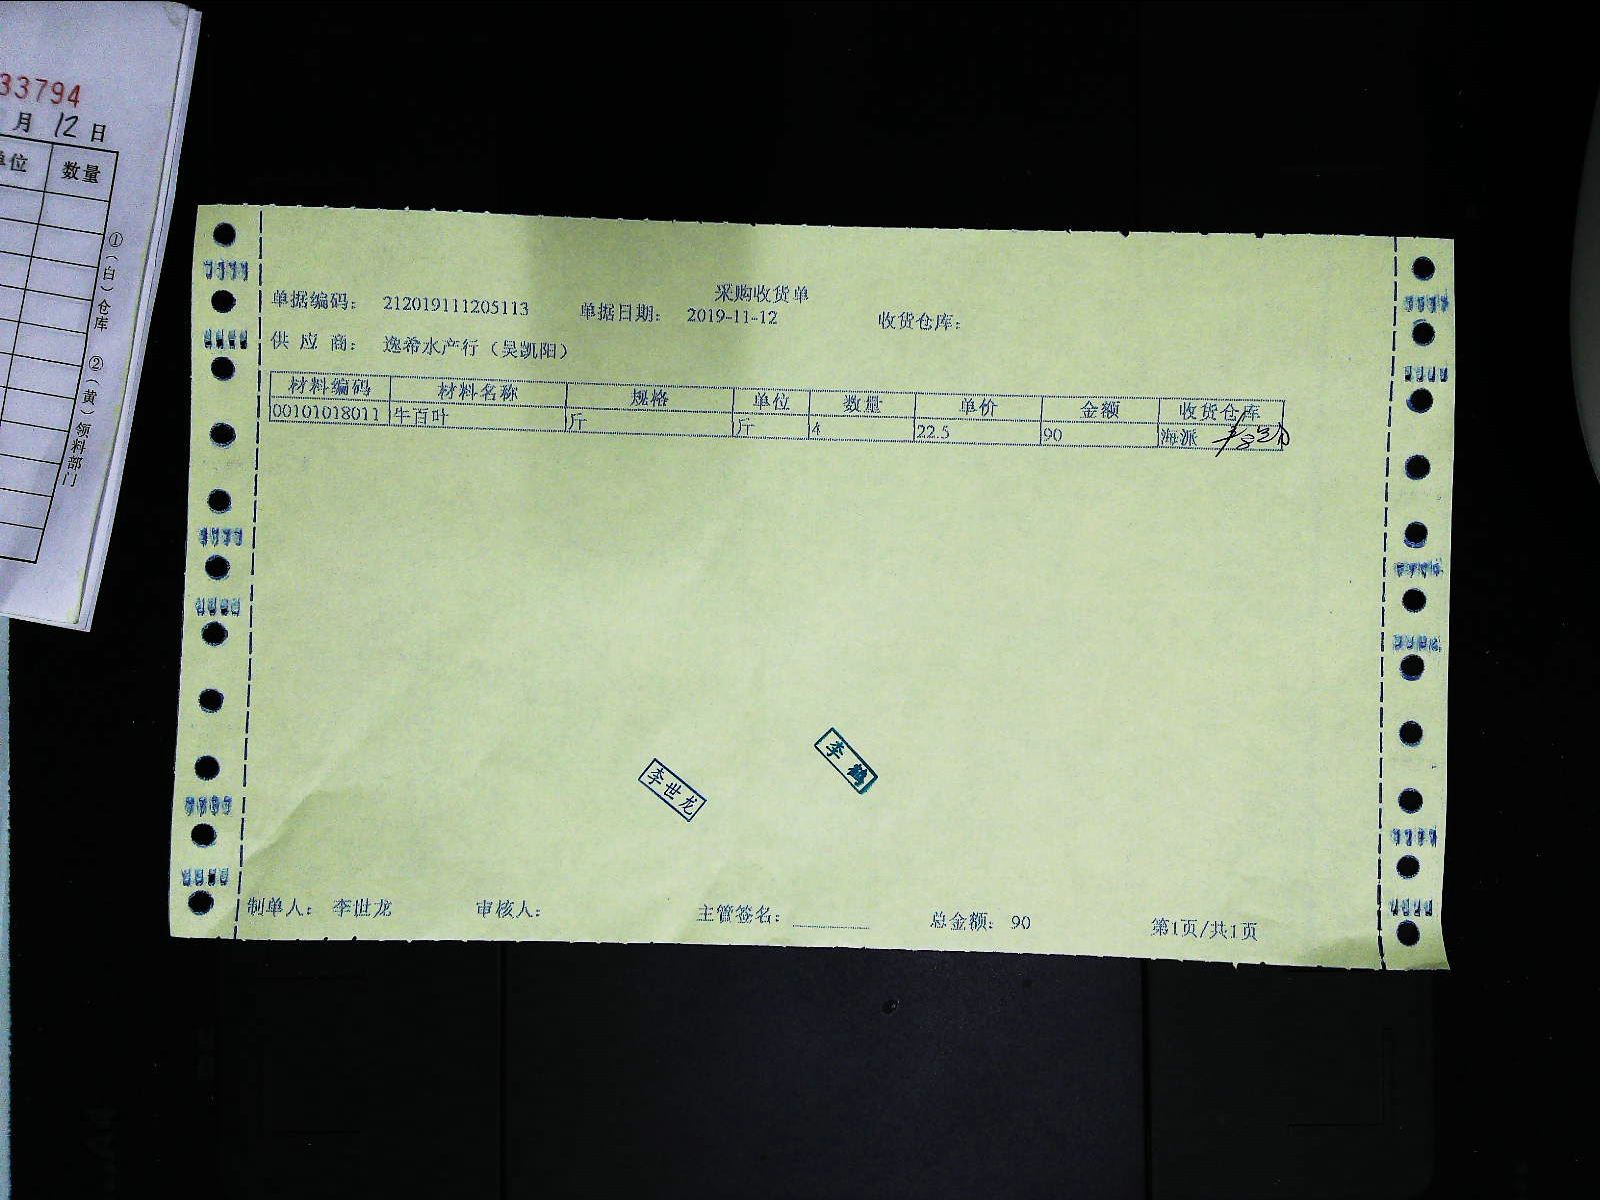 33794
月 12 日
单位 数量
①(白)仓库 ②(黄)领料部门
采购收货单
单据编码: 212019111205113 单据日期: 2019-11-12 收货仓库:
供 应 商: 逸希水产行(吴凯阳)
材料编码 材料名称 规格 单位 数量 单价 金额 收货仓库
00101018011 牛百叶 斤 斤 4 22.5 90 海派
李鹤
李世龙
制单人: 李世龙 审核人: 主管签名: 总金额: 90 第1页/共1页